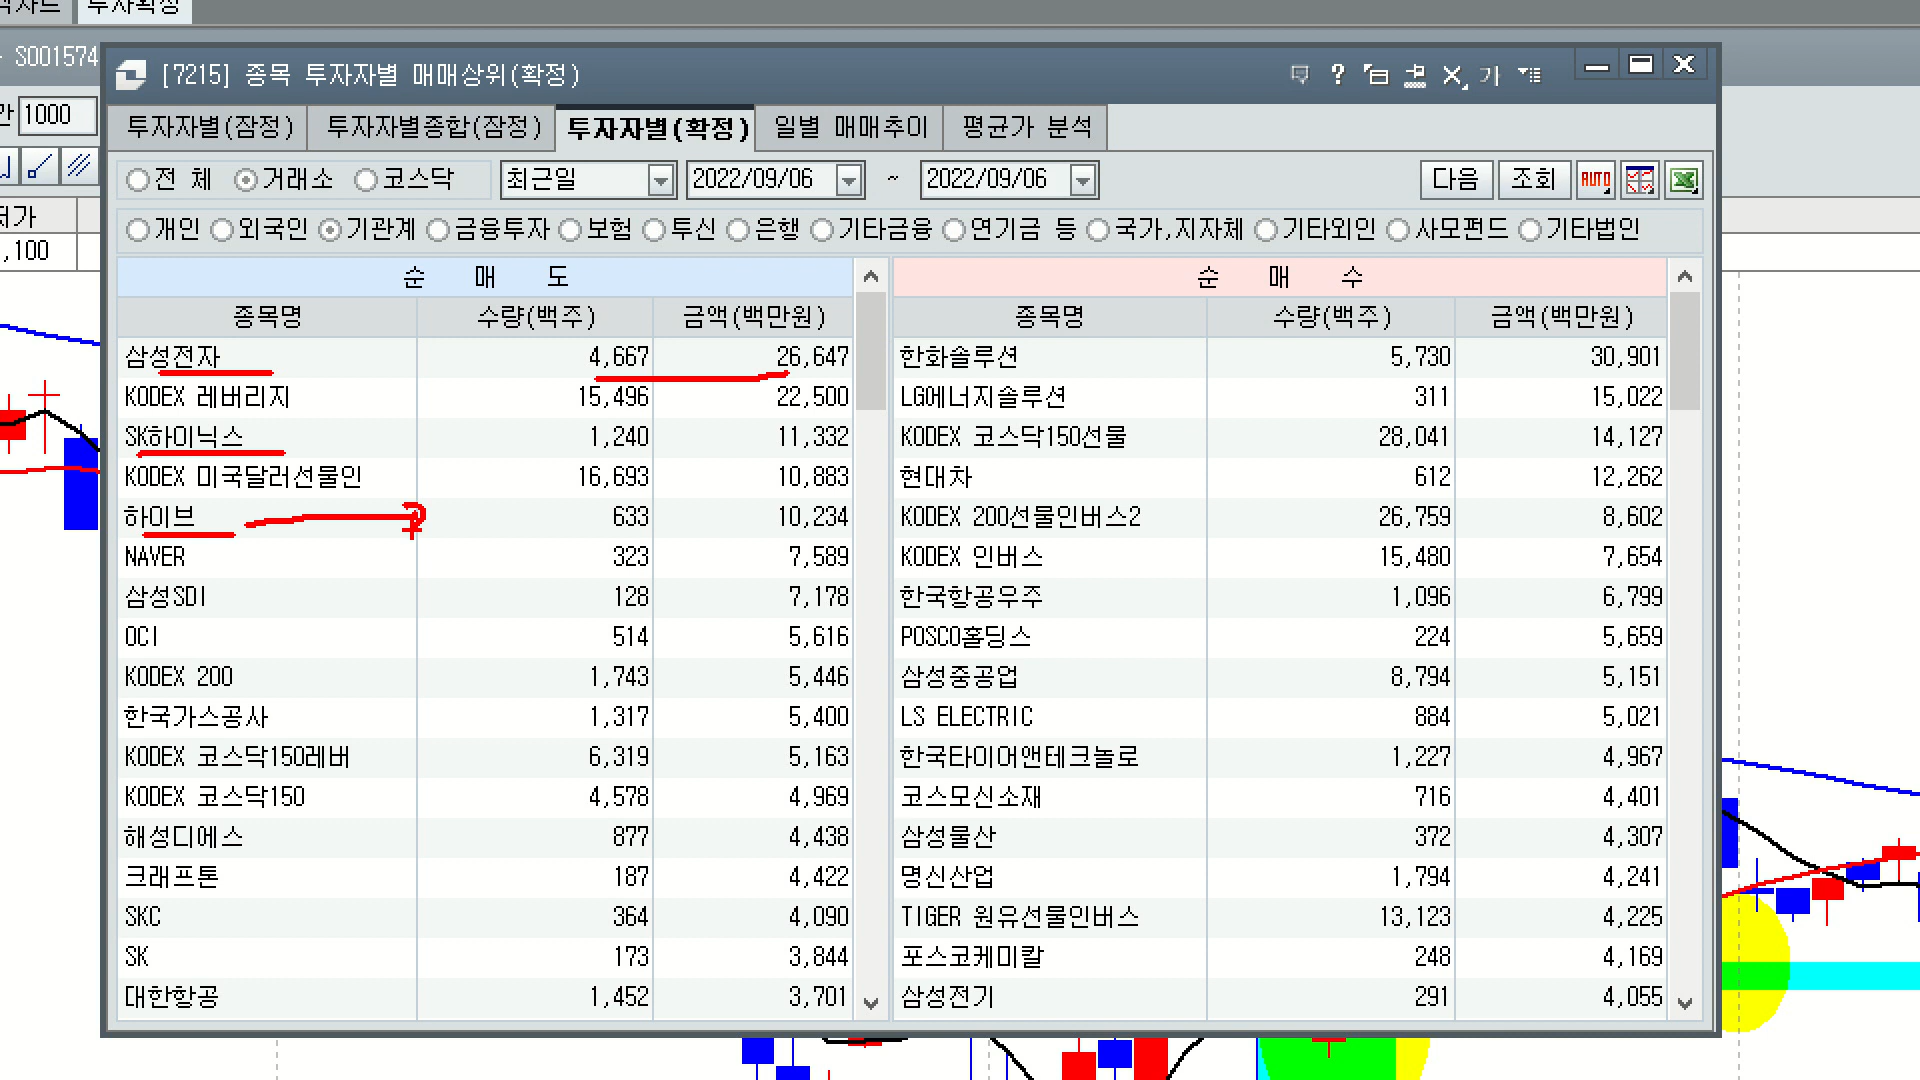 투자확정
S001574
[7215] 종목 투자자별 매매상위(확정)
가
1000
투자자별(잠정) 투자자별종합(잠정) 투자자별(확정) 일별 매매추이 평균가 분석
전 체 거래소 코스닥 최근일 2022/09/06 ~ 2022/09/06 다음 조회 AUTO
개인 외국인 기관계 금융투자 보험 투신 은행 기타금융 연기금 등 국가,지자체 기타외인 사모펀드 기타법인
저가
,100
순 매 도 순 매 수
종목명 수량(백주) 금액(백만원) 종목명 수량(백주) 금액(백만원)
삼성전자 4,667 26,647 한화솔루션 5,730 30,901
KODEX 레버리지 15,496 22,500 LG에너지솔루션 311 15,022
SK하이닉스 1,240 11,332 KODEX 코스닥150선물 28,041 14,127
KODEX 미국달러선물인 16,693 10,883 현대차 612 12,262
하이브 633 10,234 KODEX 200선물인버스2 26,759 8,602
NAVER 323 7,589 KODEX 인버스 15,480 7,654
삼성SDI 128 7,178 한국항공우주 1,096 6,799
OCI 514 5,616 POSCO홀딩스 224 5,659
KODEX 200 1,743 5,446 삼성중공업 8,794 5,151
한국가스공사 1,317 5,400 LS ELECTRIC 884 5,021
KODEX 코스닥150레버 6,319 5,163 한국타이어앤테크놀로 1,227 4,967
KODEX 코스닥150 4,578 4,969 코스모신소재 716 4,401
해성디에스 877 4,438 삼성물산 372 4,307
크래프톤 187 4,422 명신산업 1,794 4,241
SKC 364 4,090 TIGER 원유선물인버스 13,123 4,225
SK 173 3,844 포스코케미칼 248 4,169
대한항공 1,452 3,701 삼성전기 291 4,055